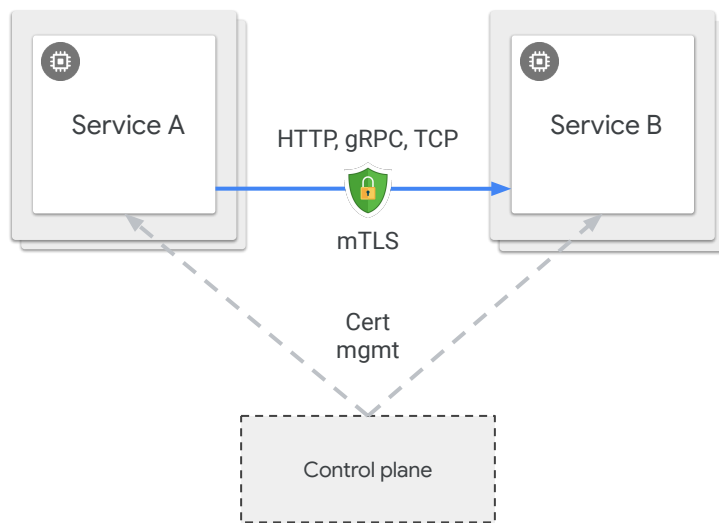 Service A
Service B
HTTP, gRPC, TCP
mTLS
Cert
mgmt
Control plane